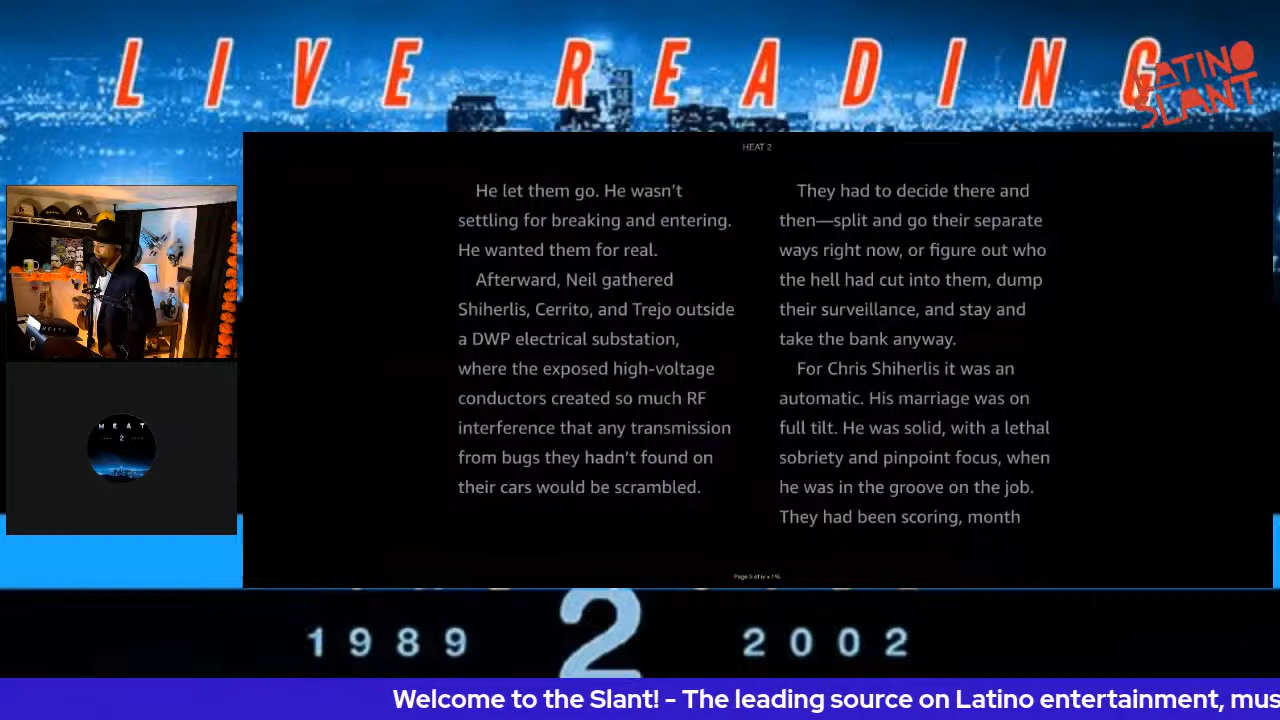 LIVE READING
LATINO
SLANT
HEAT 2
He let them go. He wasn't
settling for breaking and entering.
He wanted them for real.
Afterward, Neil gathered
Shiherlis, Cerrito, and Trejo outside
a DWP electrical substation,
where the exposed high-voltage
conductors created so much RF
interference that any transmission
from bugs they hadn't found on
their cars would be scrambled.
They had to decide there and
then—split and go their separate
ways right now, or figure out who
the hell had cut into them, dump
their surveillance, and stay and
take the bank anyway.
For Chris Shiherlis it was an
automatic. His marriage was on
full tilt. He was solid, with a lethal
sobriety and pinpoint focus, when
he was in the groove on the job.
They had been scoring, month
HEAT
2
1989 2 2002
Welcome to the Slant! - The leading source on Latino entertainment, mus